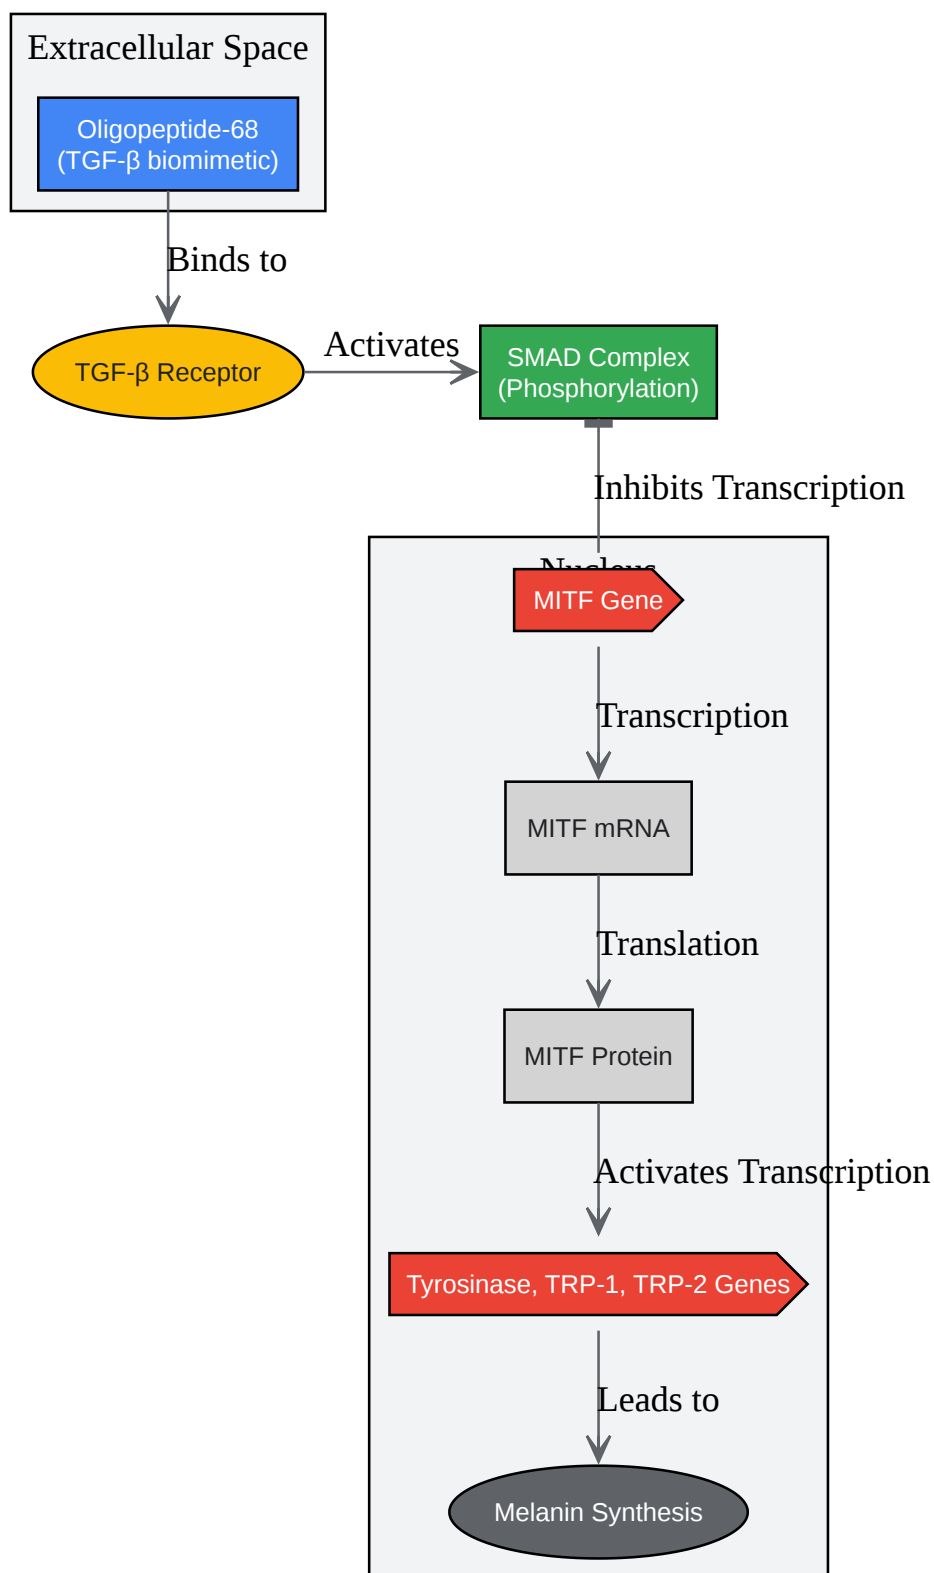 Extracellular Space
Oligopeptide-68
(TGF-β biomimetic)
Binds to
TGF-β Receptor
Activates
SMAD Complex
(Phosphorylation)
Inhibits Transcription
Nucleus
MITF Gene
Transcription
MITF mRNA
Translation
MITF Protein
Activates Transcription
Tyrosinase, TRP-1, TRP-2 Genes
Leads to
Melanin Synthesis